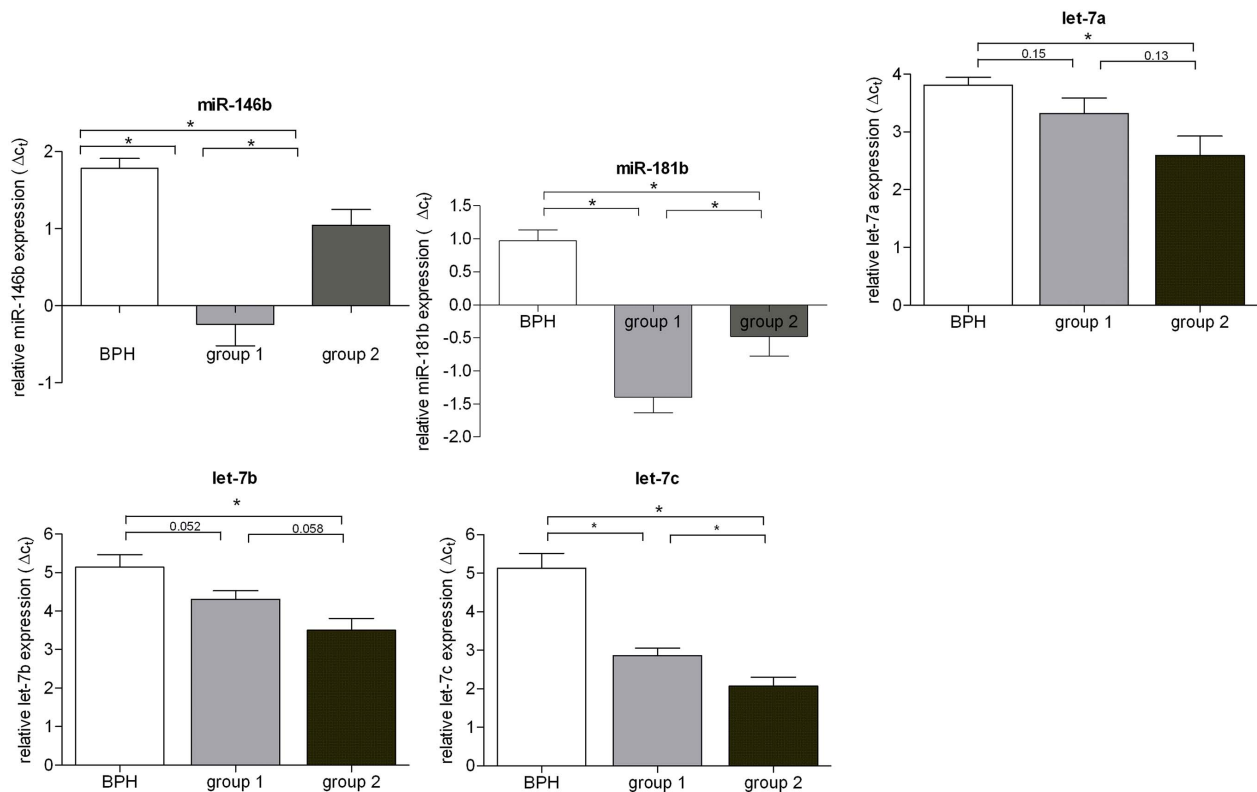 miR-146b
*
*
*
relative miR-146b expression ( Δct)
2
1
0
-1
BPH
group 1
group 2
miR-181b
*
*
*
relative miR-181b expression ( Δct)
1.5
1.0
0.5
0.0
-0.5
-1.0
-1.5
-2.0
BPH
group 1
group 2
let-7a
*
0.15
0.13
relative let-7a expression ( Δct)
4
3
2
1
0
BPH
group 1
group 2
let-7b
*
0.052
0.058
relative let-7b expression ( Δct)
6
5
4
3
2
1
0
BPH
group 1
group 2
let-7c
*
*
*
relative let-7c expression ( Δct)
6
5
4
3
2
1
0
BPH
group 1
group 2